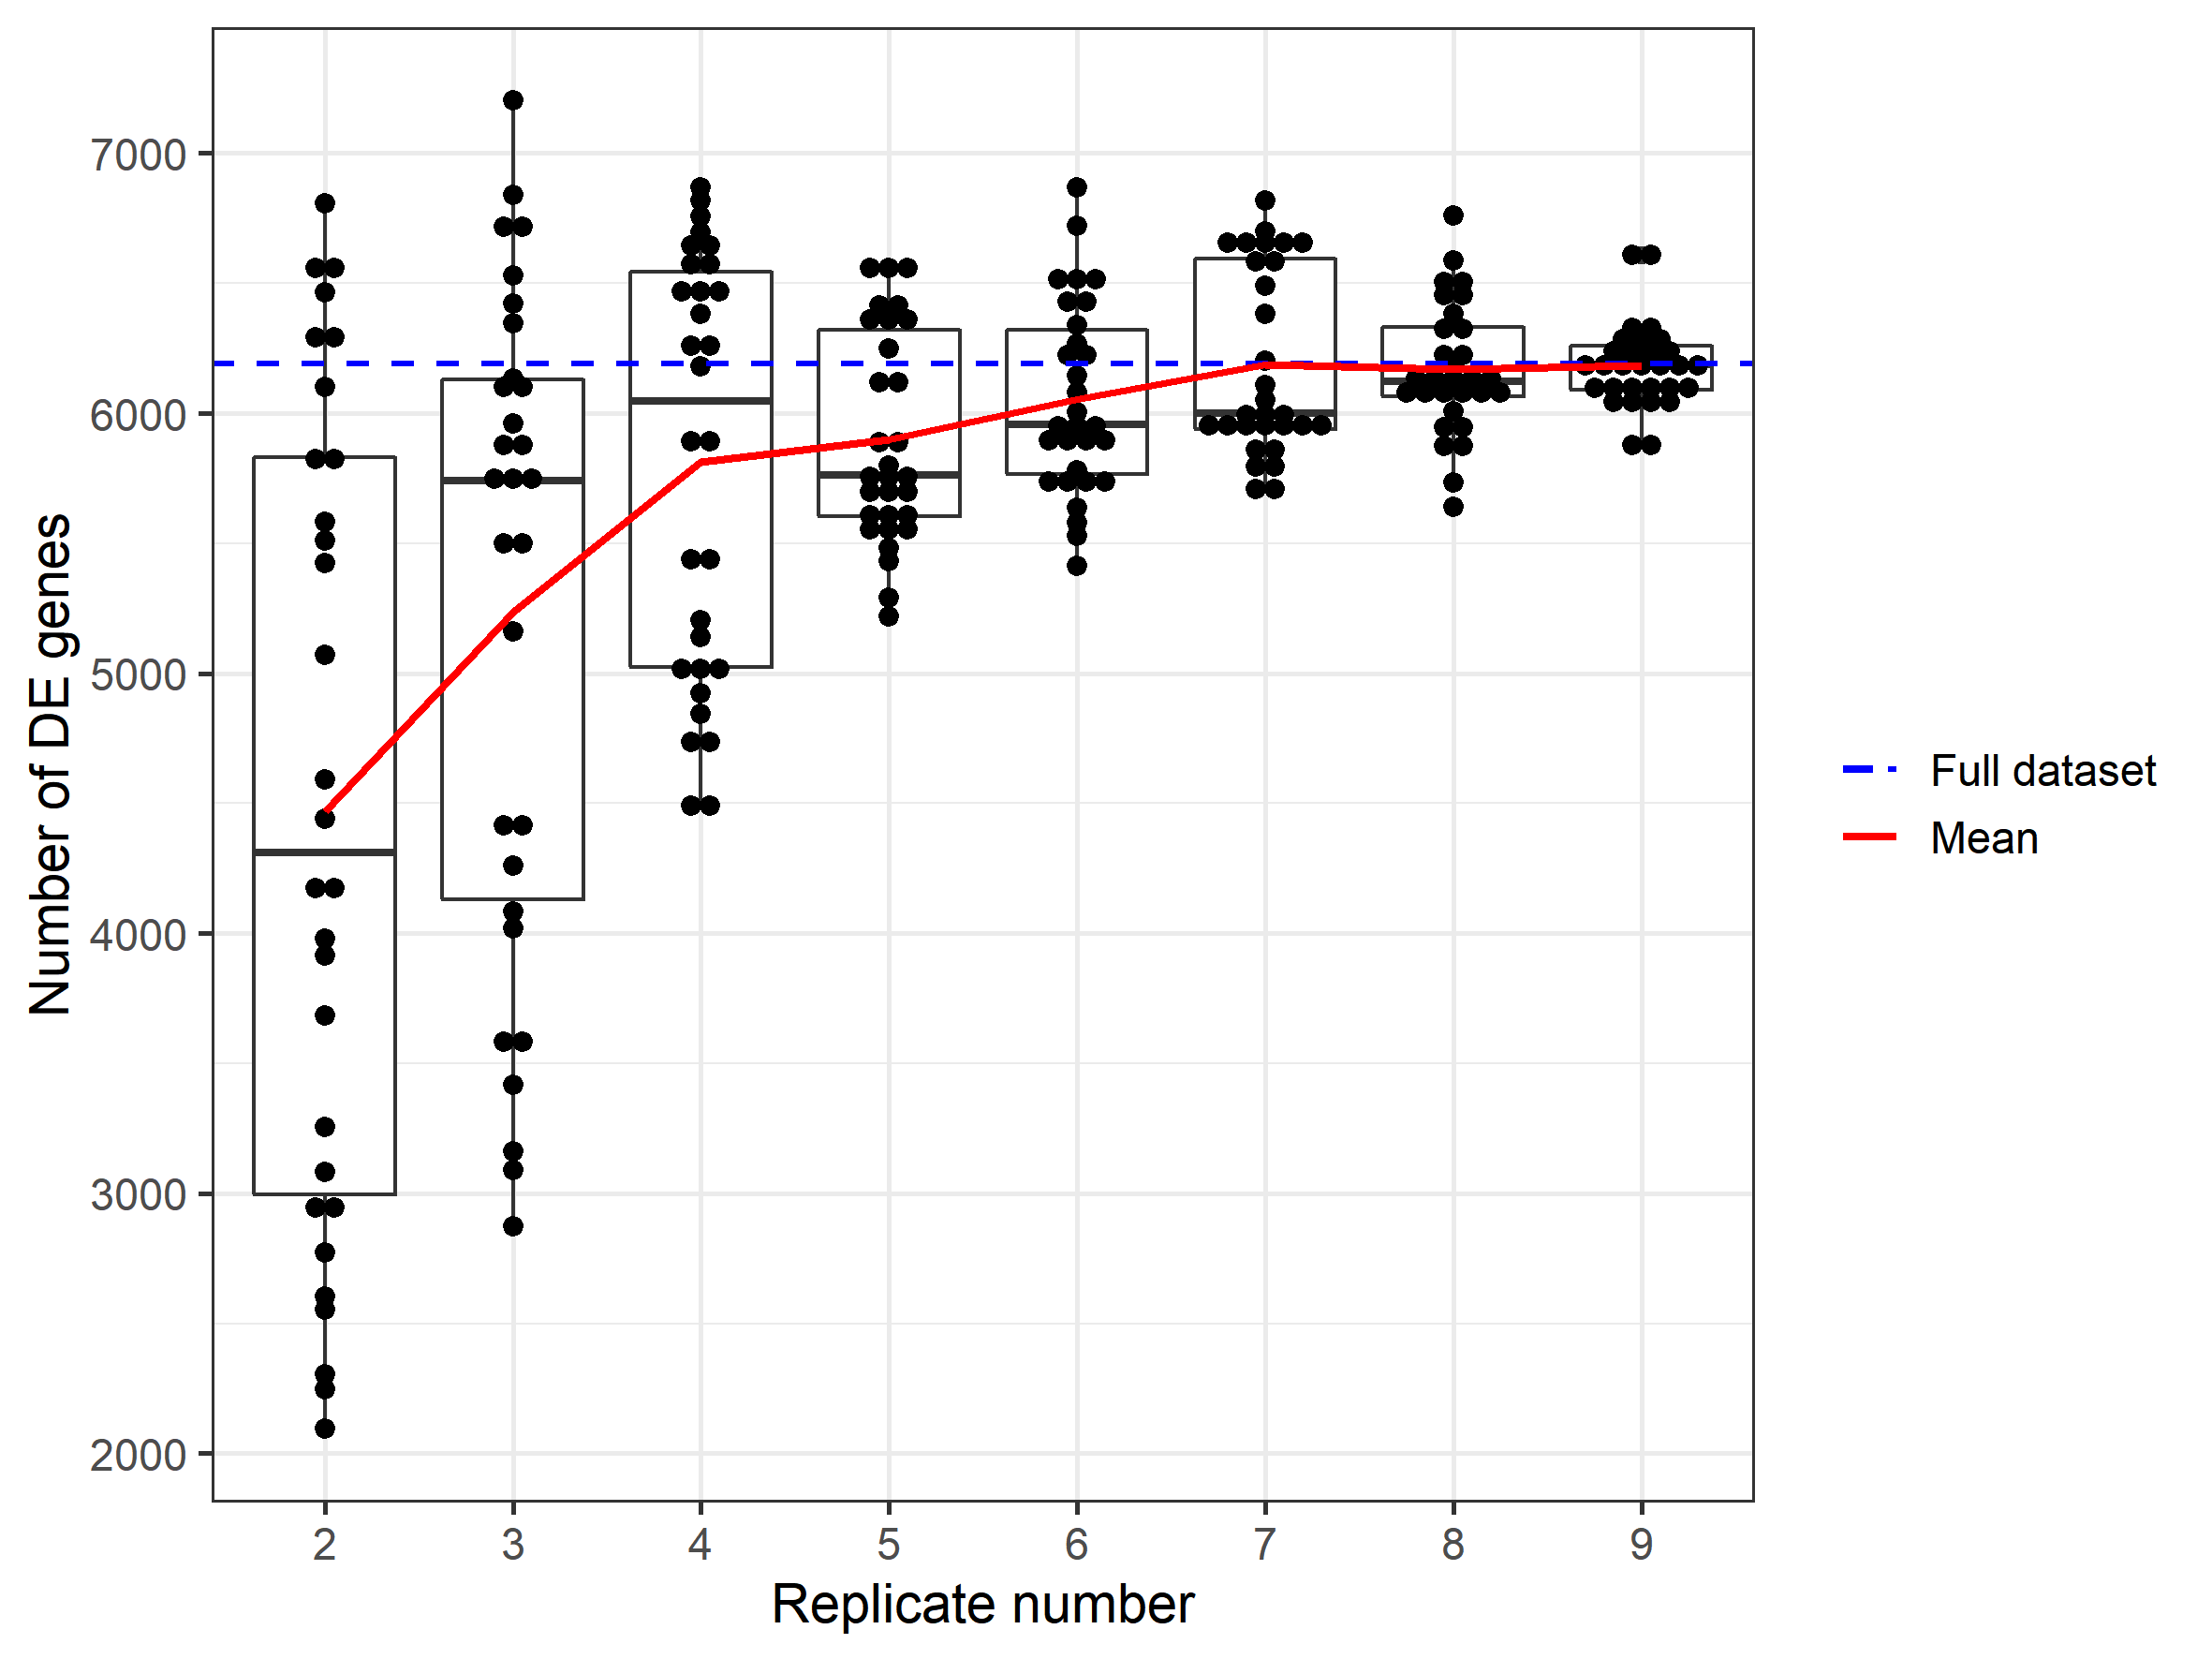 Number of DE genes
7000
6000
5000
4000
3000
2000
2 3 4 5 6 7 8 9
Replicate number
Full dataset
Mean